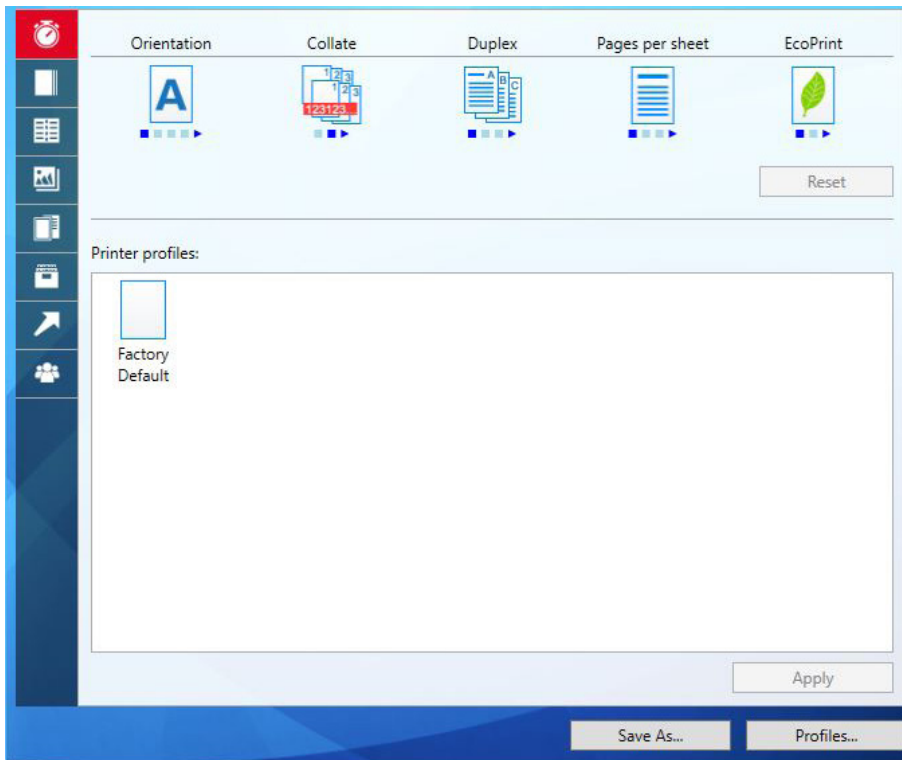 Orientation
Collate
Duplex
Pages per sheet
EcoPrint
A
1 2 3
1 2 3
123123...
A B C
Reset
Printer profiles:
Factory
Default
Apply
Save As...
Profiles...